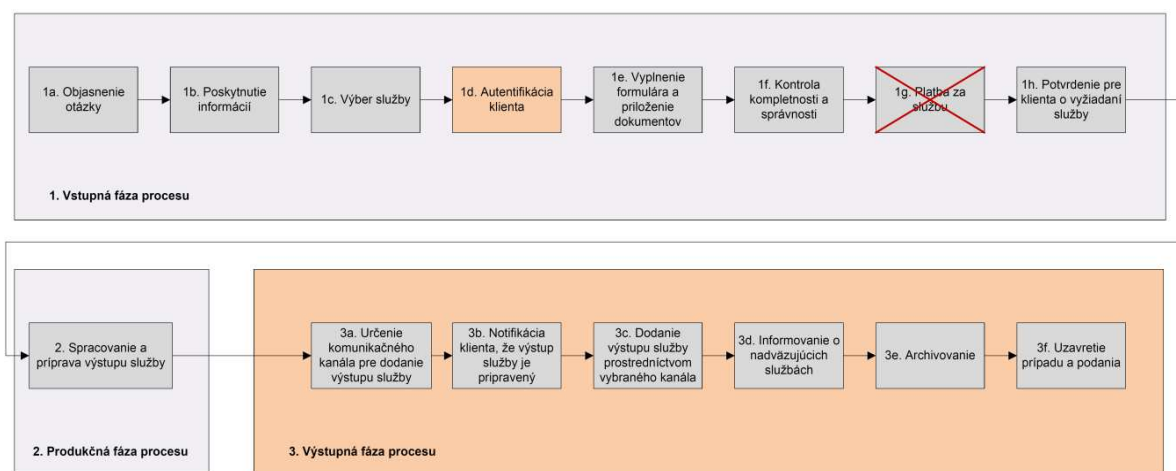 1a. Objasnenie
otázky
1b. Poskytnutie
informácií
1c. Výber služby
1d. Autentifikácia
klienta
1e. Vyplnenie
formulára a
priloženie
dokumentov
1f. Kontrola
kompletnosti a
správnosti
1g. Platba za
službu
1h. Potvrdenie pre
klienta o vyžiadaní
služby
1. Vstupná fáza procesu
2. Spracovanie a
príprava výstupu služby
2. Produkčná fáza procesu
3a. Určenie
komunikačného
kanála pre dodanie
výstupu služby
3b. Notifikácia
klienta, že výstup
služby je
pripravený
3c. Dodanie
výstupu služby
prostredníctvom
vybraného kanála
3d. Informovanie o
nadväzujúcich
službách
3e. Archivovanie
3f. Uzavretie
prípadu a podania
3. Výstupná fáza procesu